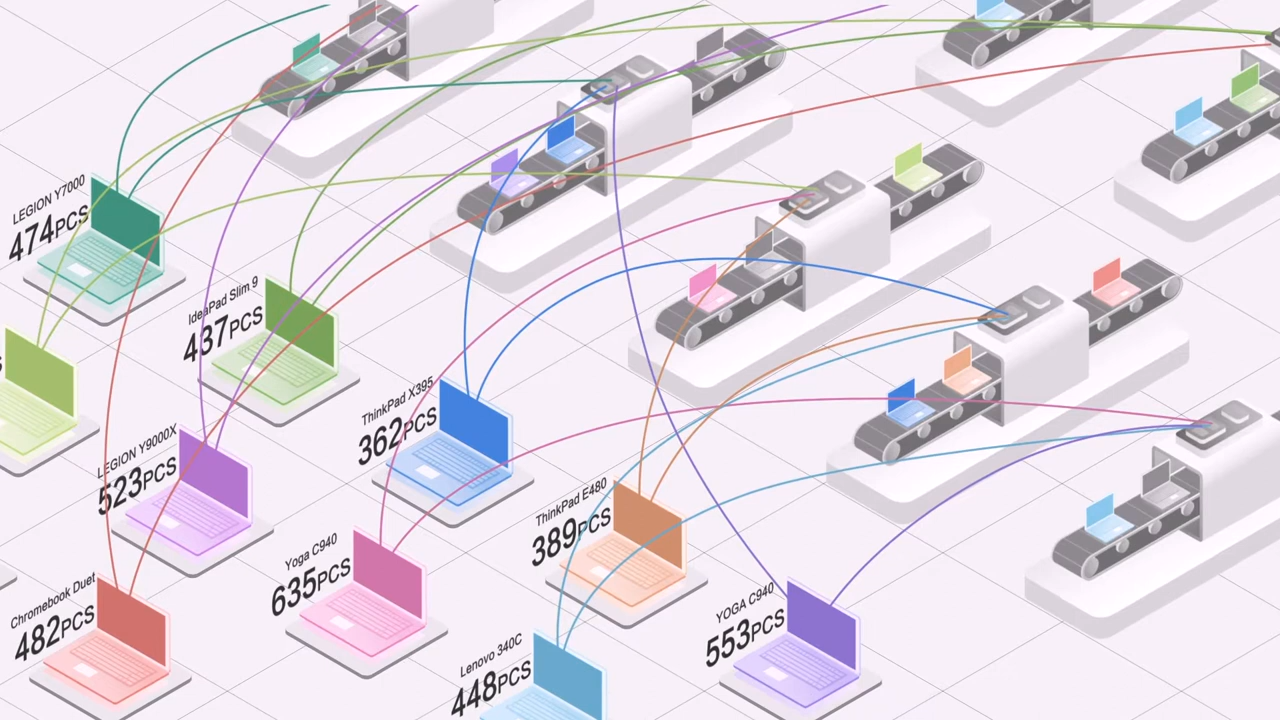 LEGION Y7000
474PCS
IdeaPad Slim 9
437PCS
ThinkPad X395
362PCS
LEGION Y9000X
523PCS
ThinkPad E480
389PCS
Yoga C940
635PCS
Chromebook Duet
482PCS
YOGA C940
553PCS
Lenovo 340C
448PCS